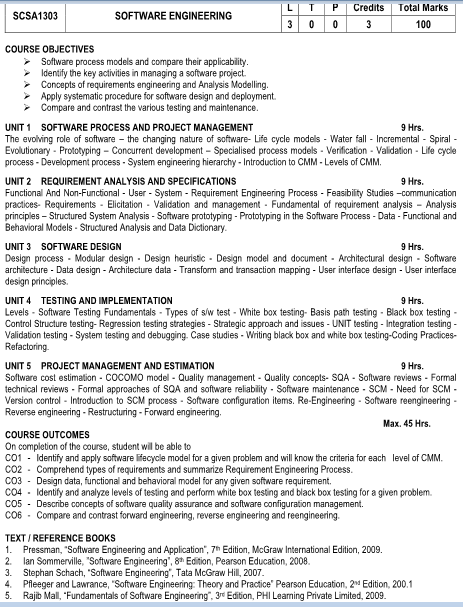 SCSA1303 SOFTWARE ENGINEERING L T P Credits Total Marks
3 0 0 3 100
COURSE OBJECTIVES
➢ Software process models and compare their applicability.
➢ Identify the key activities in managing a software project.
➢ Concepts of requirements engineering and Analysis Modelling.
➢ Apply systematic procedure for software design and deployment.
➢ Compare and contrast the various testing and maintenance.
UNIT 1 SOFTWARE PROCESS AND PROJECT MANAGEMENT 9 Hrs.
The evolving role of software – the changing nature of software- Life cycle models - Water fall - Incremental - Spiral -
Evolutionary - Prototyping – Concurrent development – Specialised process models - Verification - Validation - Life cycle
process - Development process - System engineering hierarchy - Introduction to CMM - Levels of CMM.
UNIT 2 REQUIREMENT ANALYSIS AND SPECIFICATIONS 9 Hrs.
Functional And Non-Functional - User - System - Requirement Engineering Process - Feasibility Studies –communication
practices- Requirements - Elicitation - Validation and management - Fundamental of requirement analysis – Analysis
principles – Structured System Analysis - Software prototyping - Prototyping in the Software Process - Data - Functional and
Behavioral Models - Structured Analysis and Data Dictionary.
UNIT 3 SOFTWARE DESIGN 9 Hrs.
Design process - Modular design - Design heuristic - Design model and document - Architectural design - Software
architecture - Data design - Architecture data - Transform and transaction mapping - User interface design - User interface
design principles.
UNIT 4 TESTING AND IMPLEMENTATION 9 Hrs.
Levels - Software Testing Fundamentals - Types of s/w test - White box testing- Basis path testing - Black box testing -
Control Structure testing- Regression testing strategies - Strategic approach and issues - UNIT testing - Integration testing -
Validation testing - System testing and debugging. Case studies - Writing black box and white box testing-Coding Practices-
Refactoring.
UNIT 5 PROJECT MANAGEMENT AND ESTIMATION 9 Hrs.
Software cost estimation - COCOMO model - Quality management - Quality concepts- SQA - Software reviews - Formal
technical reviews - Formal approaches of SQA and software reliability - Software maintenance - SCM - Need for SCM -
Version control - Introduction to SCM process - Software configuration items. Re-Engineering - Software reengineering -
Reverse engineering - Restructuring - Forward engineering.
Max. 45 Hrs.
COURSE OUTCOMES
On completion of the course, student will be able to
CO1 - Identify and apply software lifecycle model for a given problem and will know the criteria for each level of CMM.
CO2 - Comprehend types of requirements and summarize Requirement Engineering Process.
CO3 - Design data, functional and behavioral model for any given software requirement.
CO4 - Identify and analyze levels of testing and perform white box testing and black box testing for a given problem.
CO5 - Describe concepts of software quality assurance and software configuration management.
CO6 - Compare and contrast forward engineering, reverse engineering and reengineering.
TEXT / REFERENCE BOOKS
1. Pressman, "Software Engineering and Application", 7th Edition, McGraw International Edition, 2009.
2. Ian Sommerville, "Software Engineering", 8th Edition, Pearson Education, 2008.
3. Stephan Schach, "Software Engineering", Tata McGraw Hill, 2007.
4. Pfleeger and Lawrance, "Software Engineering: Theory and Practice" Pearson Education, 2nd Edition, 200.1
5. Rajib Mall, "Fundamentals of Software Engineering", 3rd Edition, PHI Learning Private Limited, 2009.